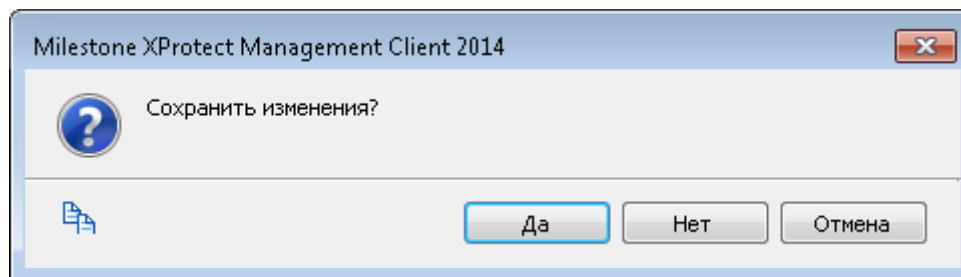 Milestone XProtect Management Client 2014
Сохранить изменения?
Да Нет Отмена